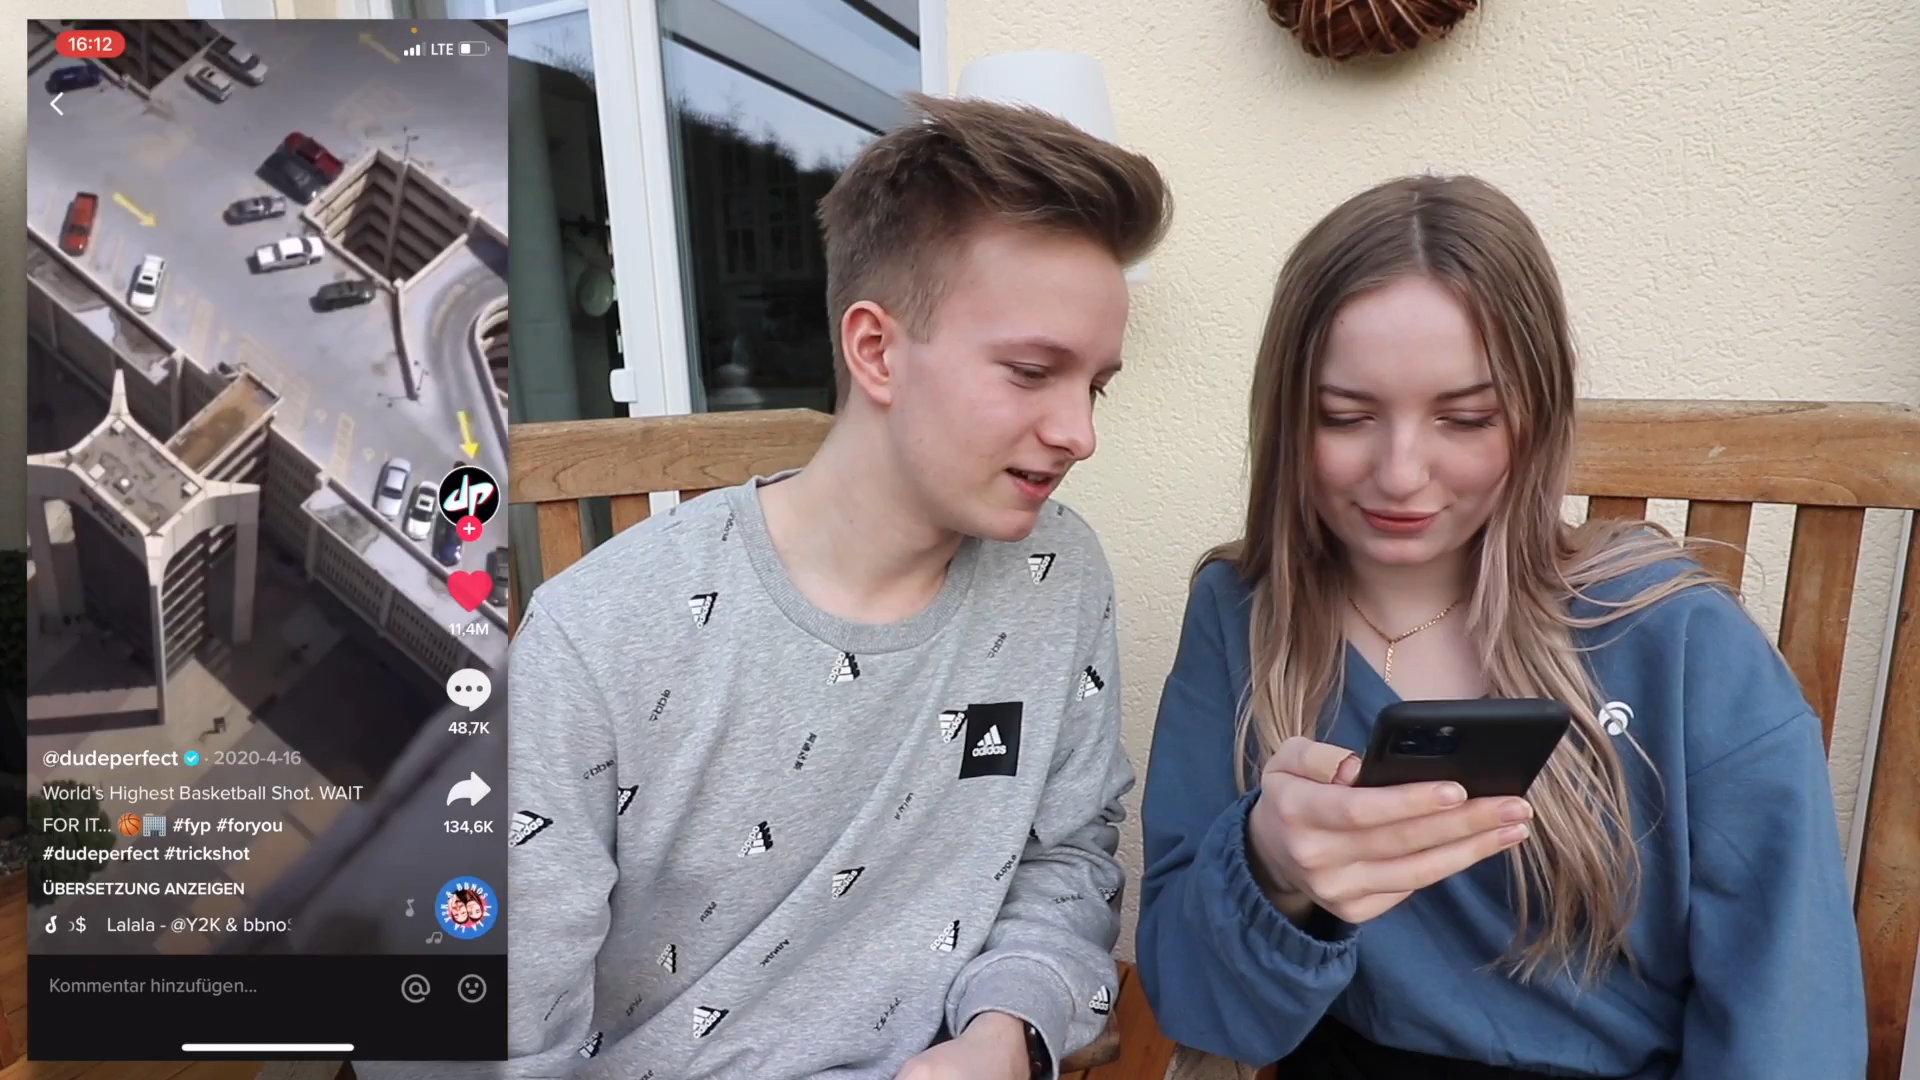 16:12
LTE
dp
11,4M
48,7K
@dudeperfect · 2020-4-16
World's Highest Basketball Shot. WAIT
FOR IT... 🏀🏢 #fyp #foryou
134,6K
#dudeperfect #trickshot
ÜBERSETZUNG ANZEIGEN
$ Lalala - @Y2K & bbno
Kommentar hinzufügen...
adidas